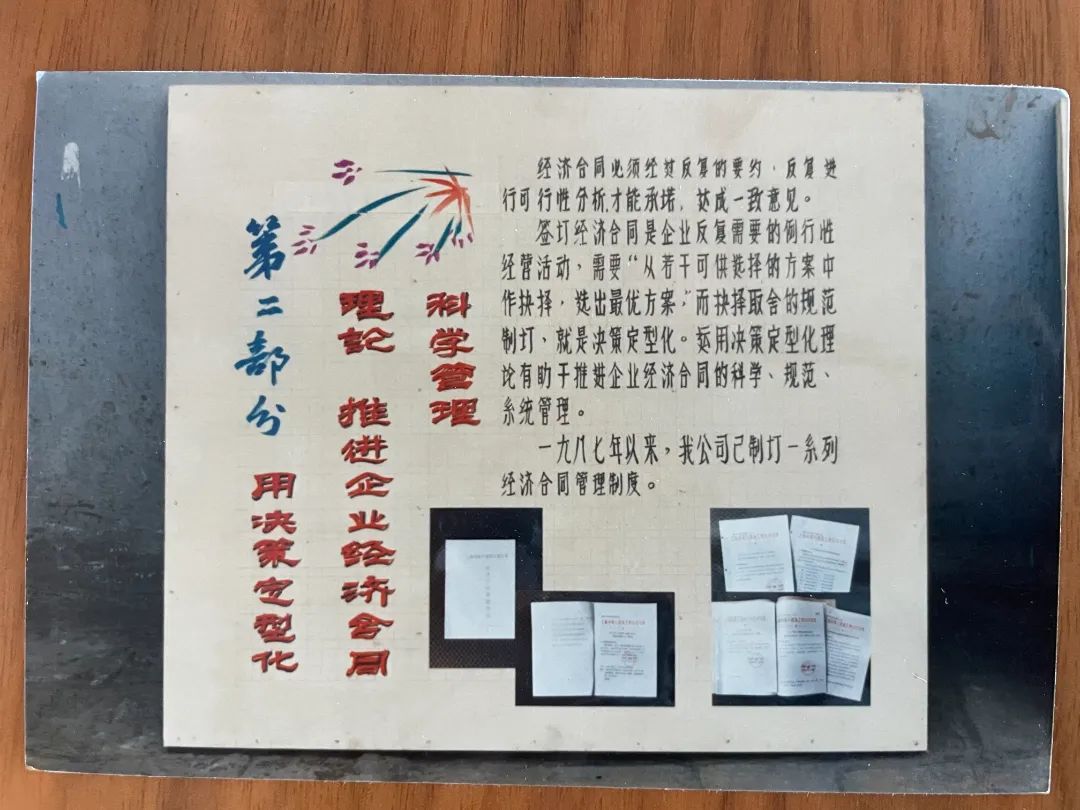 第二部份 用决策定型化
理论 推进企业经济合同
科学管理
经济合同必须经过反复的要约，反复进
行可行性分析，才能承塔，达成一致意见。
签订经济合同是企业反复需要的例行性
经营活动，需要“从若干可供选择的方案中
作抉择，选出最优方案，”而抉择取舍的规范
制订、就是决策定型化。运用决策定型化理
论有助于推进企业经济合同的科学、规范、
系统管理。
一九八七年以来，我公司已制订一系列
经济合同管理制度。